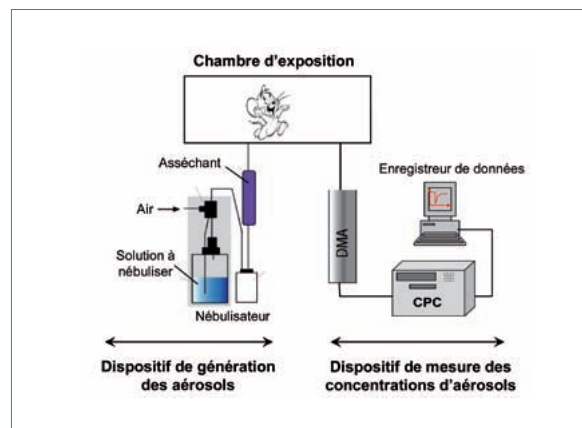 Chambre d'exposition
Asséchant
Enregistreur de données
Air
DMA
Solution à
nébuliser
CPC
Nébulisateur
Dispositif de génération
des aérosols
Dispositif de mesure des
concentrations d'aérosols